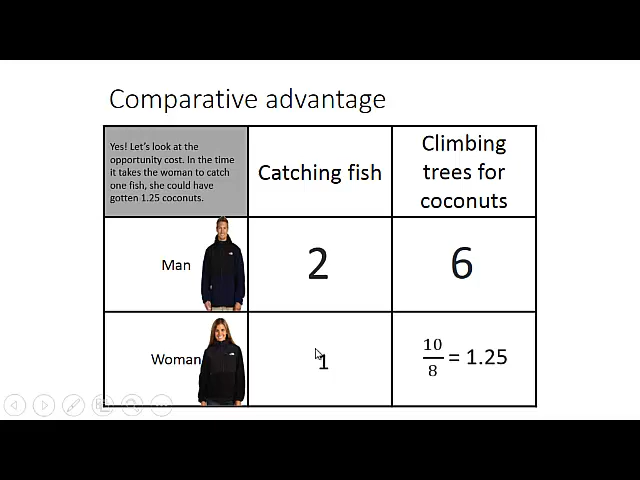 Comparative advantage
Yes! Let's look at the
opportunity cost. In the time
it takes the woman to catch
one fish, she could have
gotten 1.25 coconuts.
Catching fish
Climbing
trees for
coconuts
Man
2
6
Woman
1
10/8 = 1.25